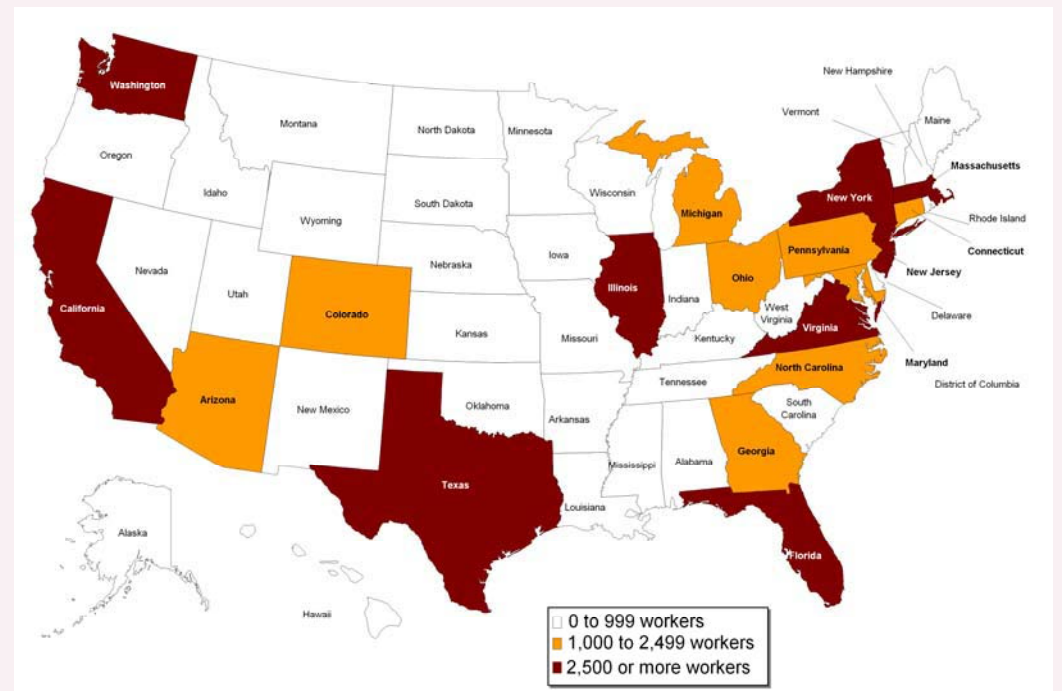 New Hampshire
Washington
Vermont
Maine
Montana
North Dakota
Minnesota
Oregon
Massachusetts
Idaho
Wisconsin
New York
South Dakota
Michigan
Rhode Island
Wyoming
Pennsylvania
Connecticut
Iowa
Nebraska
Nevada
Ohio
New Jersey
Illinois
Utah
Indiana
California
West
Virginia
Colorado
Delaware
Virginia
Kansas
Missouri
Kentucky
Maryland
North Carolina
Tennessee
District of Columbia
Arizona
South
Carolina
New Mexico
Oklahoma
Arkansas
Georgia
Mississippi
Alabama
Texas
Louisiana
Alaska
Florida
Hawaii
0 to 999 workers
1,000 to 2,499 workers
2,500 or more workers